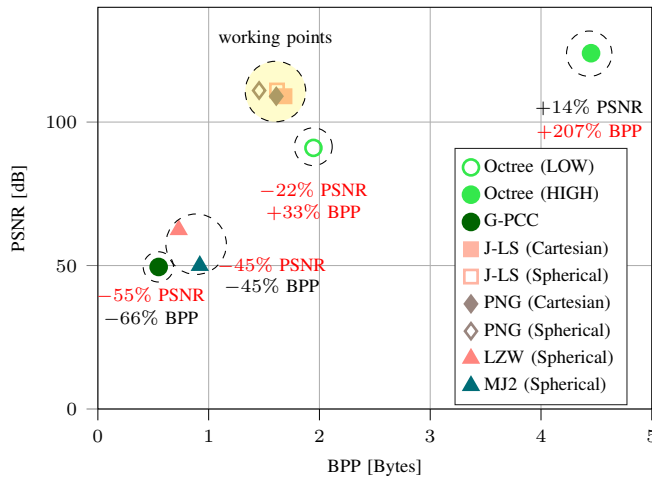 working points
+14% PSNR
+207% BPP
100
−22% PSNR
+33% BPP
Octree (LOW)
Octree (HIGH)
G-PCC
J-LS (Cartesian)
J-LS (Spherical)
PNG (Cartesian)
PNG (Spherical)
LZW (Spherical)
MJ2 (Spherical)
PSNR [dB]
50
−45% PSNR
−45% BPP
−55% PSNR
−66% BPP
0
0 1 2 3 4 5
BPP [Bytes]